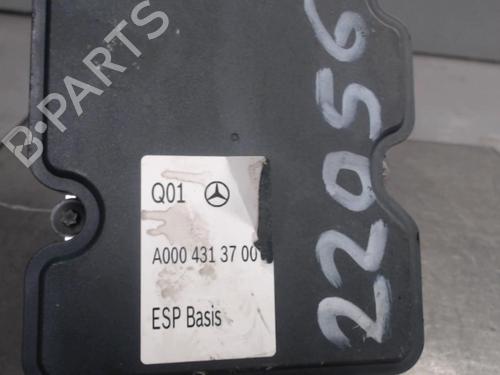 B-PARTS
Q01
A000 431 37 00
ESP Basis
22056